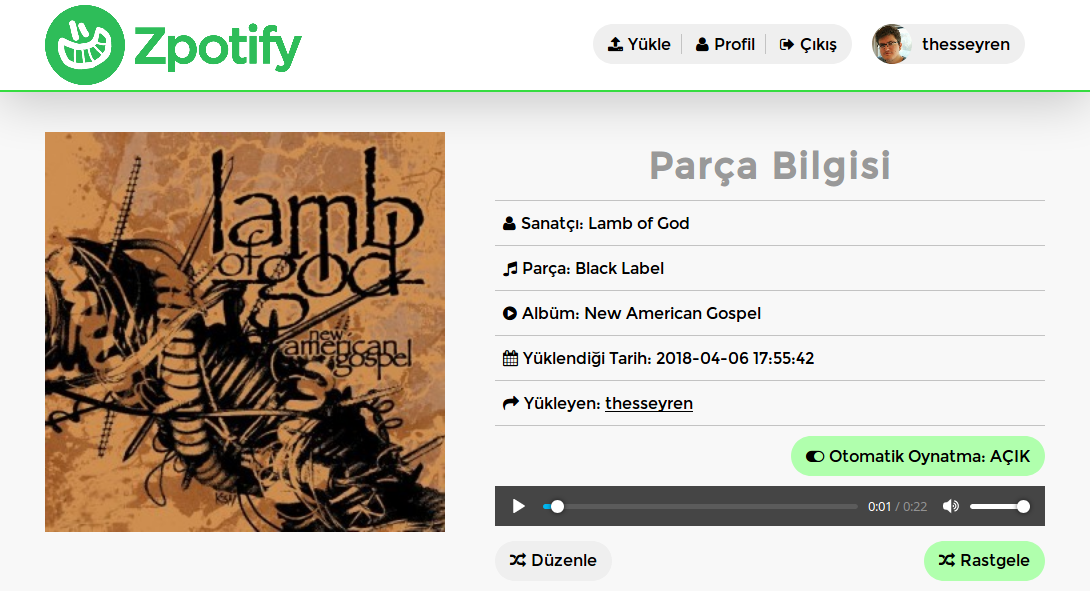 Zpotify
Yükle
Profil
Çıkış
thesseyren
lamb
of god
new
american
gospel
Parça Bilgisi
Sanatçı: Lamb of God
Parça: Black Label
Albüm: New American Gospel
Yüklendiği Tarih: 2018-04-06 17:55:42
Yükleyen: thesseyren
Otomatik Oynatma: AÇIK
0:01 / 0:22
Düzenle
Rastgele